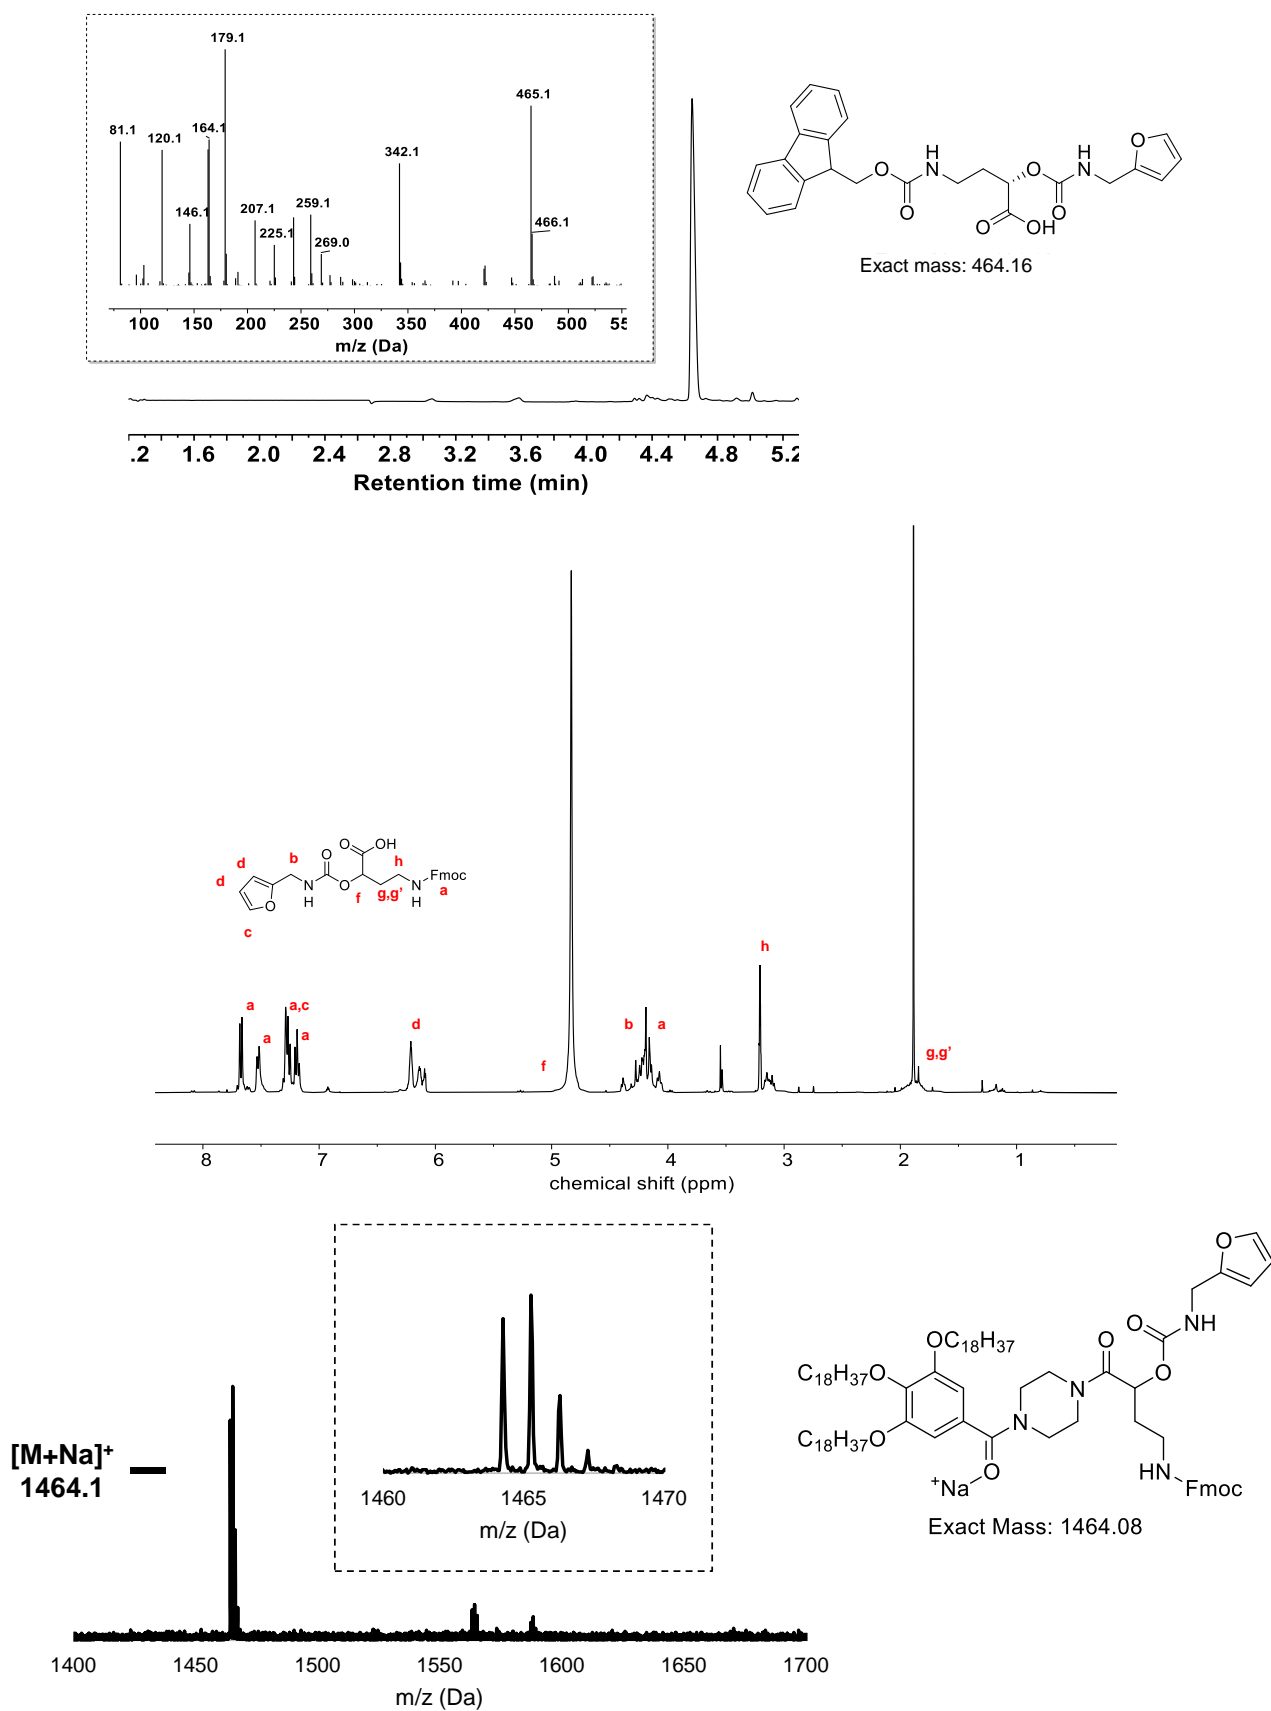 179.1
465.1
81.1
120.1
164.1
342.1
146.1
207.1
259.1
225.1
269.0
466.1
100 150 200 250 300 350 400 450 500 55
m/z (Da)
O
H
N
O
O
O
H
N
O
O
O
OH
Exact mass: 464.16
.2 1.6 2.0 2.4 2.8 3.2 3.6 4.0 4.4 4.8 5.2
Retention time (min)
O
OH
d
b
O
h
d
N
H
O
N
H
Fmoc
O
f
g,g’
a
c
h
a
a,c
a
a
d
b
a
f
g,g’
8 7 6 5 4 3 2 1
chemical shift (ppm)
[M+Na]⁺
1464.1
1460 1465 1470
m/z (Da)
1400 1450 1500 1550 1600 1650 1700
m/z (Da)
O
O
NH
OC₁₈H₃₇
O
O
C₁₈H₃₇O
N
N
C₁₈H₃₇O
O
⁺Na
HN
Fmoc
Exact Mass: 1464.08